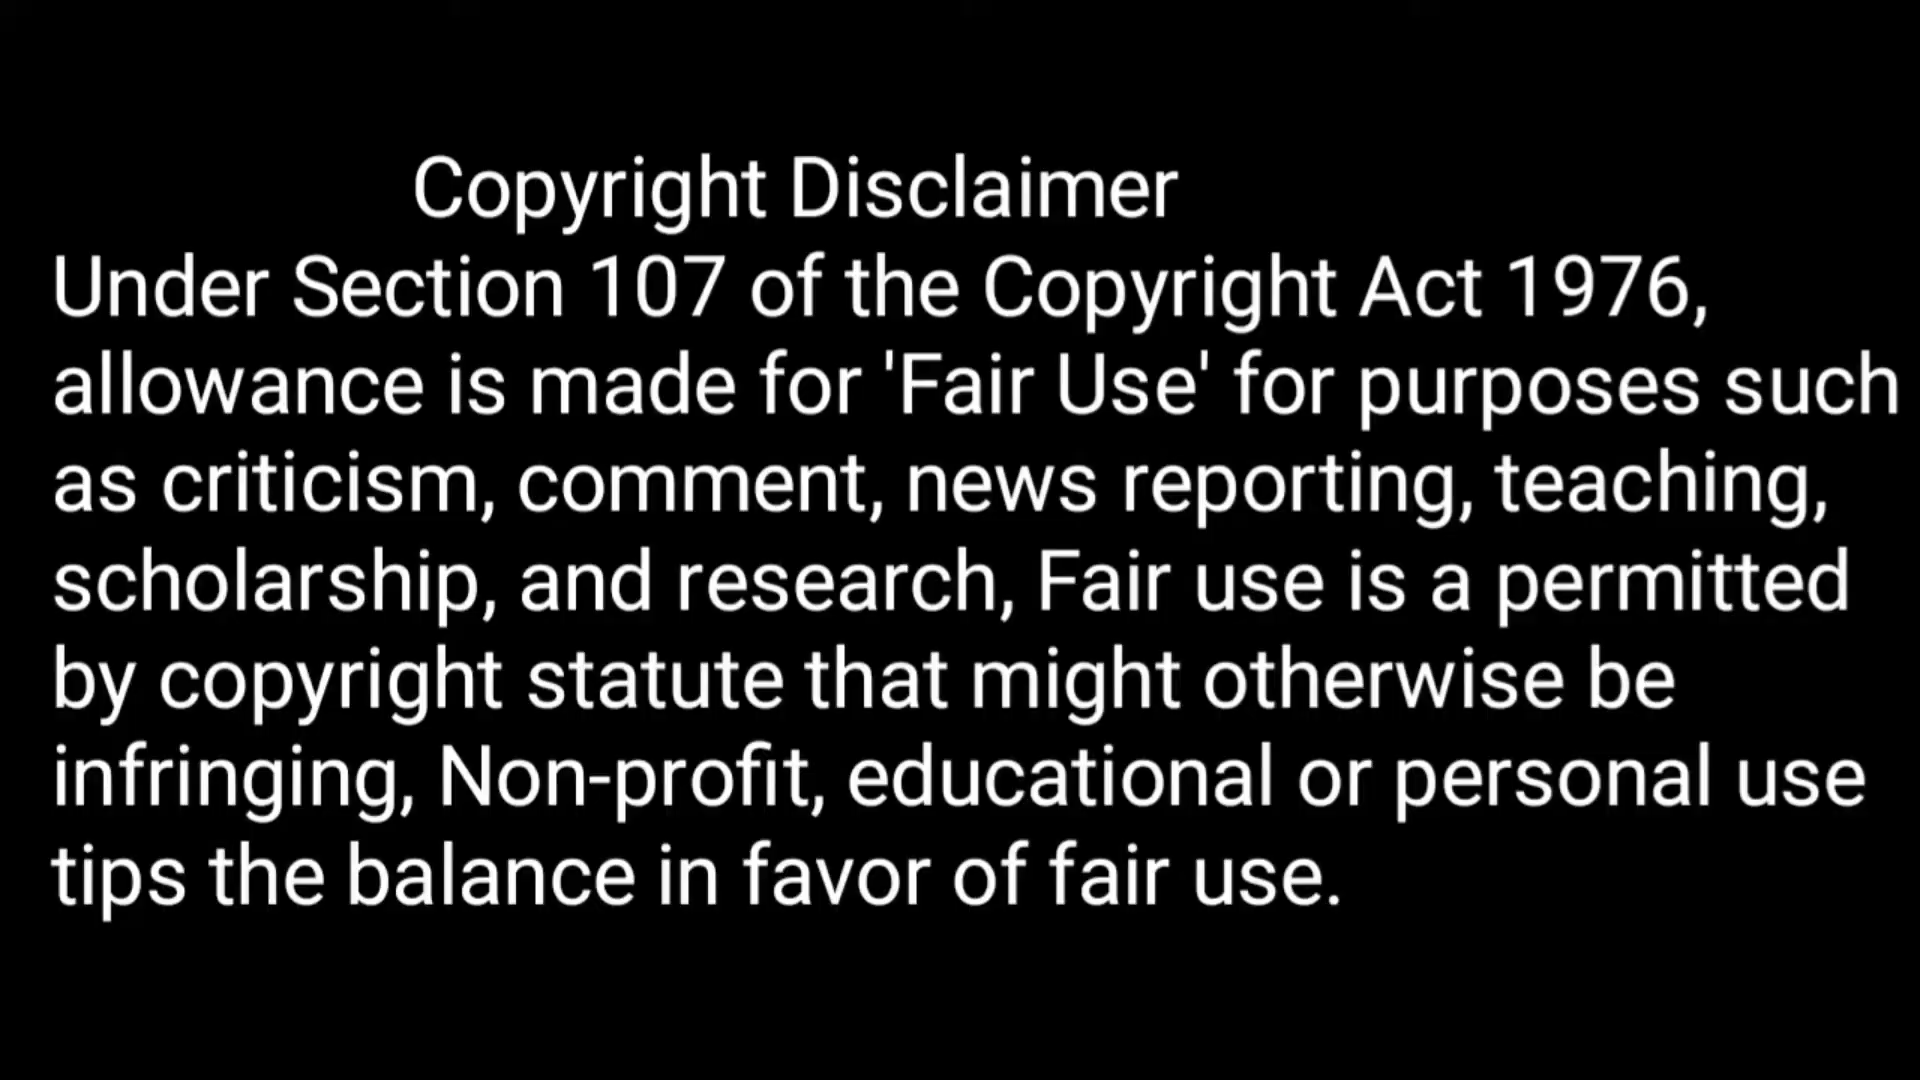 Copyright Disclaimer
Under Section 107 of the Copyright Act 1976,
allowance is made for 'Fair Use' for purposes such
as criticism, comment, news reporting, teaching,
scholarship, and research, Fair use is a permitted
by copyright statute that might otherwise be
infringing, Non-profit, educational or personal use
tips the balance in favor of fair use.